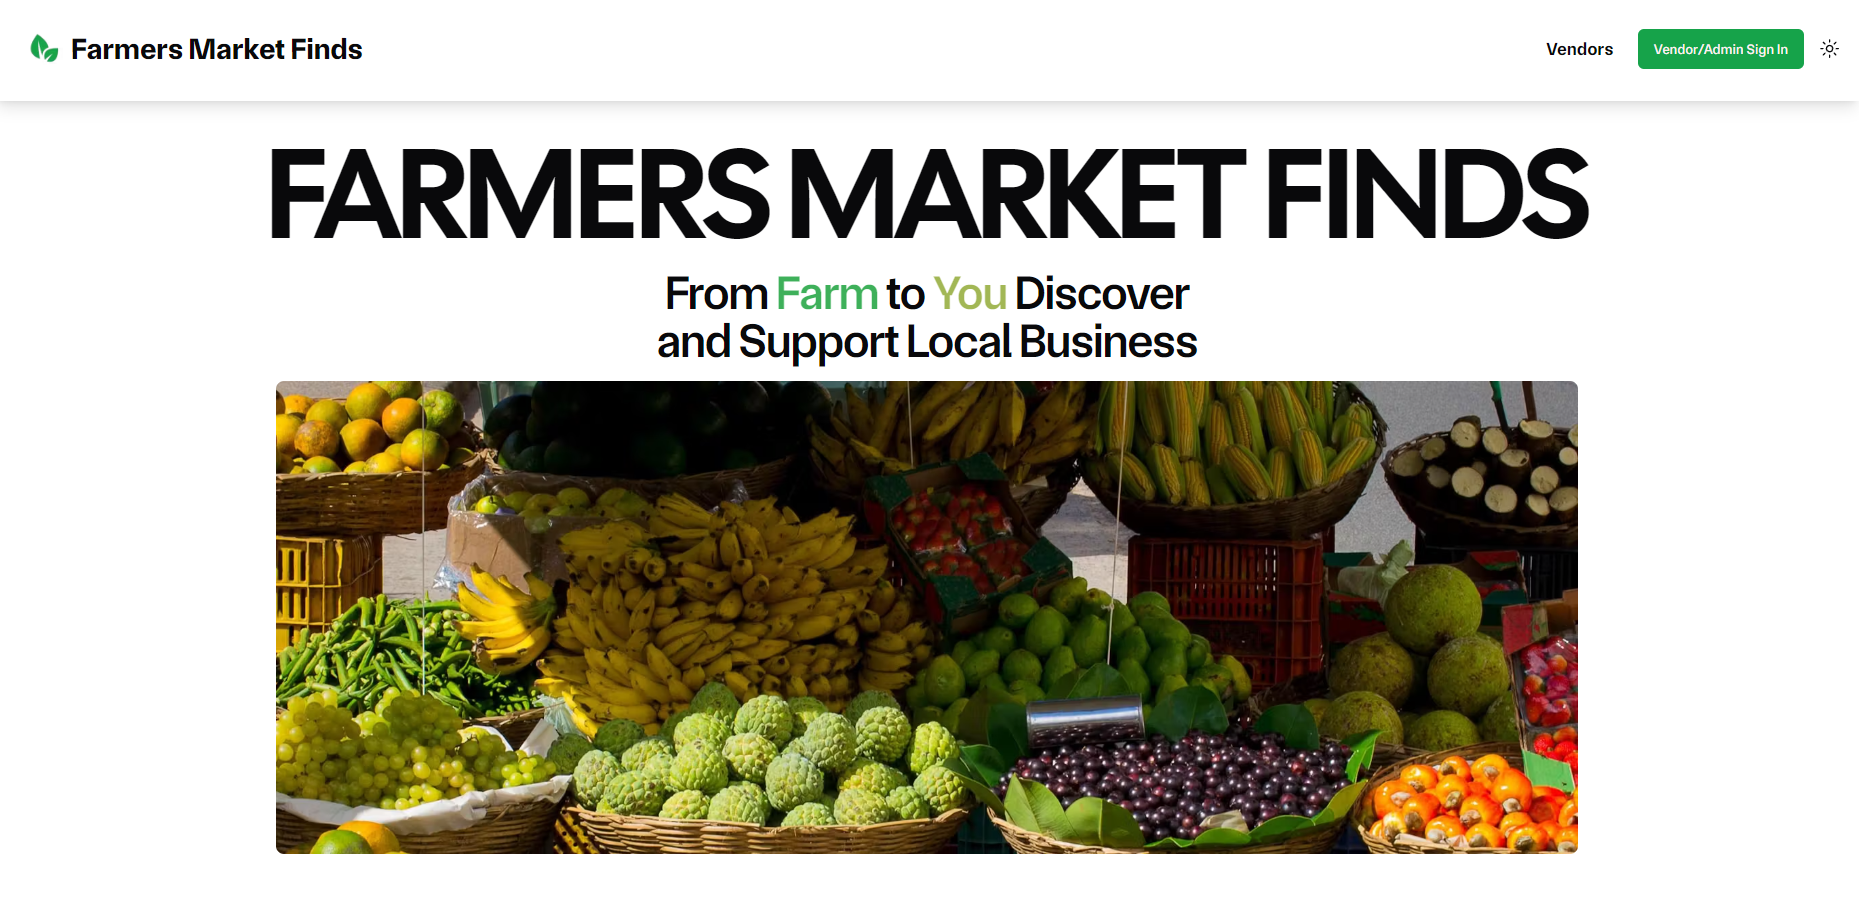 Farmers Market Finds
Vendors
Vendor/Admin Sign In
FARMERS MARKET FINDS
From Farm to You Discover
and Support Local Business